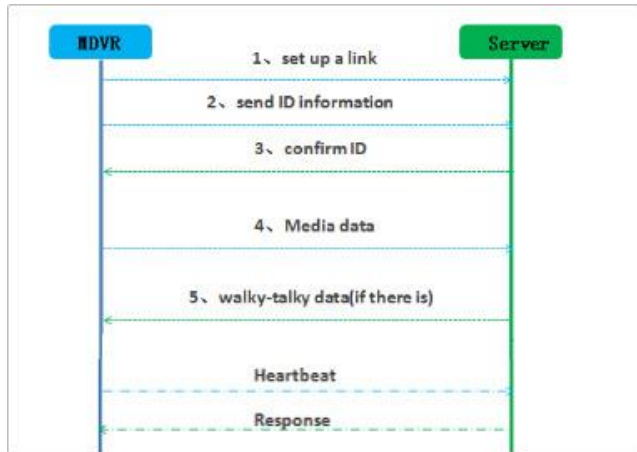 MDVR
Server
1、set up a link
2、send ID information
3、confirm ID
4、Media data
5、walky-talky data(if there is)
Heartbeat
Response